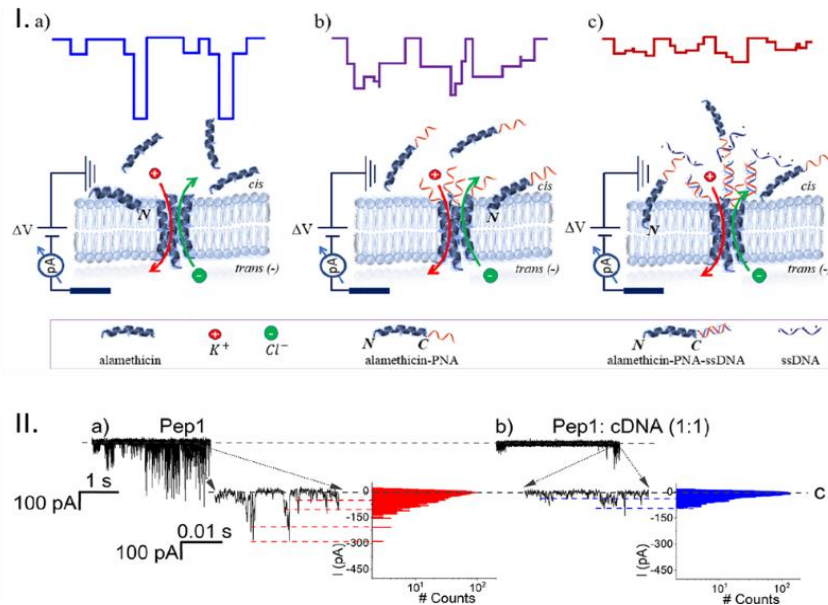 I. a)
b)
c)
K+
cis
N
ΔV
pA
trans (-)
-
+
cis
N
ΔV
pA
trans (-)
-
+
cis
N
ΔV
pA
trans (-)
-
+ -
alamethicin K+ Cl−
N C
alamethicin-PNA
N C
alamethicin-PNA-ssDNA ssDNA
II. a) Pep1
b) Pep1: cDNA (1:1)
1 s
100 pA
0.01 s
100 pA
I (pA)
0
-150
-300
-450
10¹ 10²
# Counts
I (pA)
0
-150
-300
-450
10¹ 10²
# Counts
C